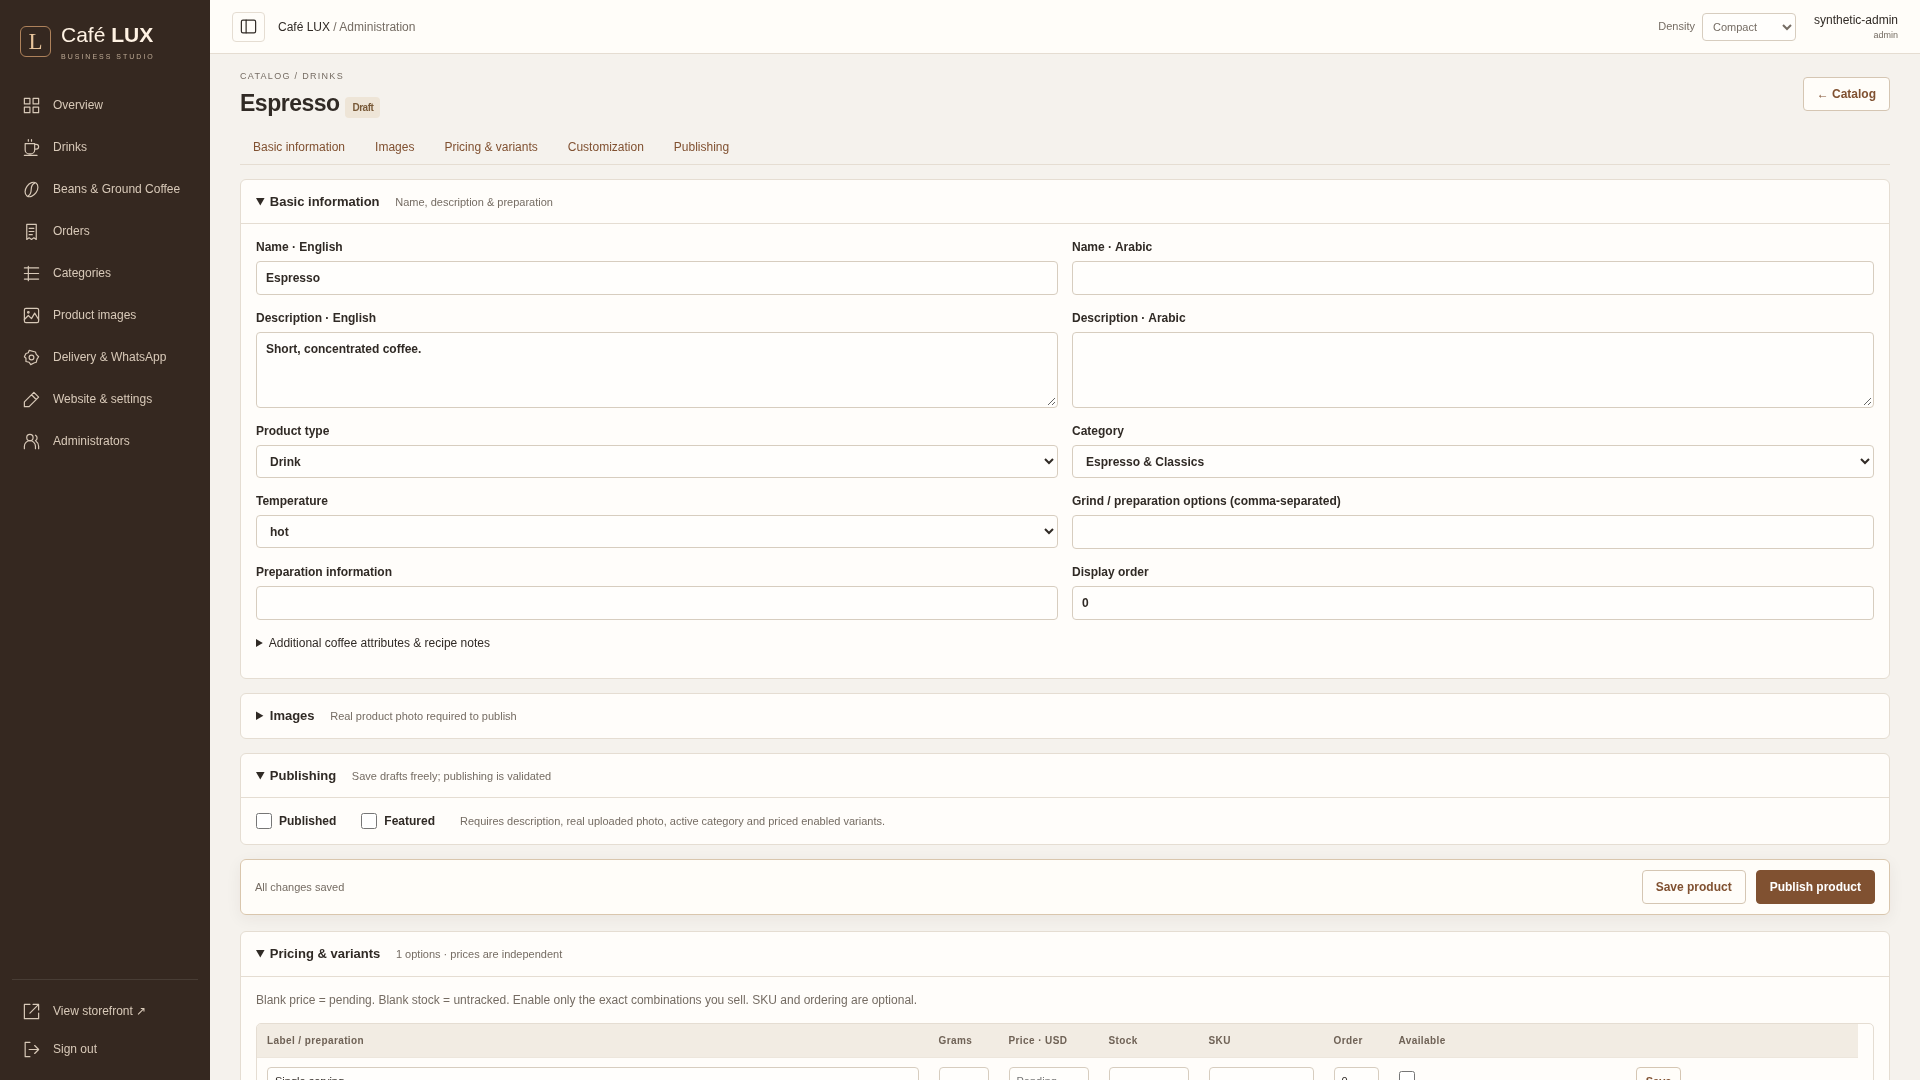 L
Café LUX
BUSINESS STUDIO
Overview
Drinks
Beans & Ground Coffee
Orders
Categories
Product images
Delivery & WhatsApp
Website & settings
Administrators
View storefront ↗
Sign out
Café LUX / Administration
Density
Compact
synthetic-admin
admin
CATALOG / DRINKS
Espresso Draft
← Catalog
Basic information Images Pricing & variants Customization Publishing
▼ Basic information Name, description & preparation
Name · English
Espresso
Name · Arabic
Description · English
Short, concentrated coffee.
Description · Arabic
Product type
Drink
Category
Espresso & Classics
Temperature
hot
Grind / preparation options (comma-separated)
Preparation information
Display order
0
▶ Additional coffee attributes & recipe notes
▶ Images Real product photo required to publish
▼ Publishing Save drafts freely; publishing is validated
Published Featured Requires description, real uploaded photo, active category and priced enabled variants.
All changes saved
Save product Publish product
▼ Pricing & variants 1 options · prices are independent
Blank price = pending. Blank stock = untracked. Enable only the exact combinations you sell. SKU and ordering are optional.
Label / preparation Grams Price · USD Stock SKU Order Available
Single serving Pending 0 Save